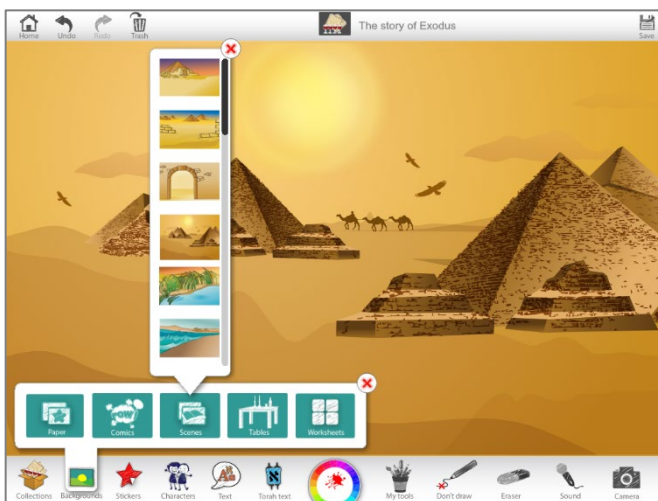 The story of Exodus
Home Undo Redo Trash Save
Paper Comics Scenes Tables Worksheets
POW
Collections Backgrounds Stickers Characters Text Torah text My tools Don't draw Eraser Sound Camera